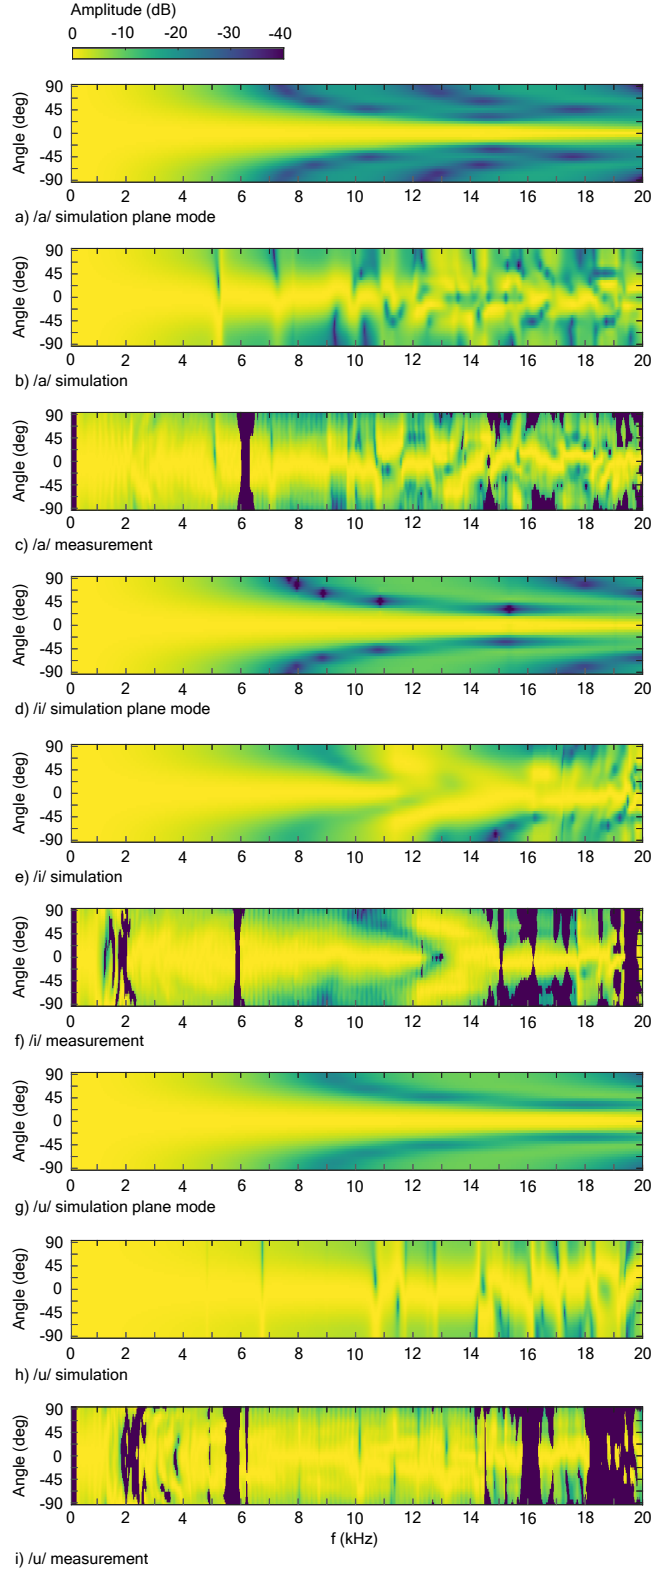 Amplitude (dB)
0 -10 -20 -30 -40
Angle (deg)
90
45
0
-45
-90
0 2 4 6 8 10 12 14 16 18 20
a) /a/ simulation plane mode
Angle (deg)
90
45
0
-45
-90
0 2 4 6 8 10 12 14 16 18 20
b) /a/ simulation
Angle (deg)
90
45
0
-45
-90
0 2 4 6 8 10 12 14 16 18 20
c) /a/ measurement
Angle (deg)
90
45
0
-45
-90
0 2 4 6 8 10 12 14 16 18 20
d) /i/ simulation plane mode
Angle (deg)
90
45
0
-45
-90
0 2 4 6 8 10 12 14 16 18 20
e) /i/ simulation
Angle (deg)
90
45
0
-45
-90
0 2 4 6 8 10 12 14 16 18 20
f) /i/ measurement
Angle (deg)
90
45
0
-45
-90
0 2 4 6 8 10 12 14 16 18 20
g) /u/ simulation plane mode
Angle (deg)
90
45
0
-45
-90
0 2 4 6 8 10 12 14 16 18 20
h) /u/ simulation
Angle (deg)
90
45
0
-45
-90
0 2 4 6 8 10 12 14 16 18 20
f (kHz)
i) /u/ measurement